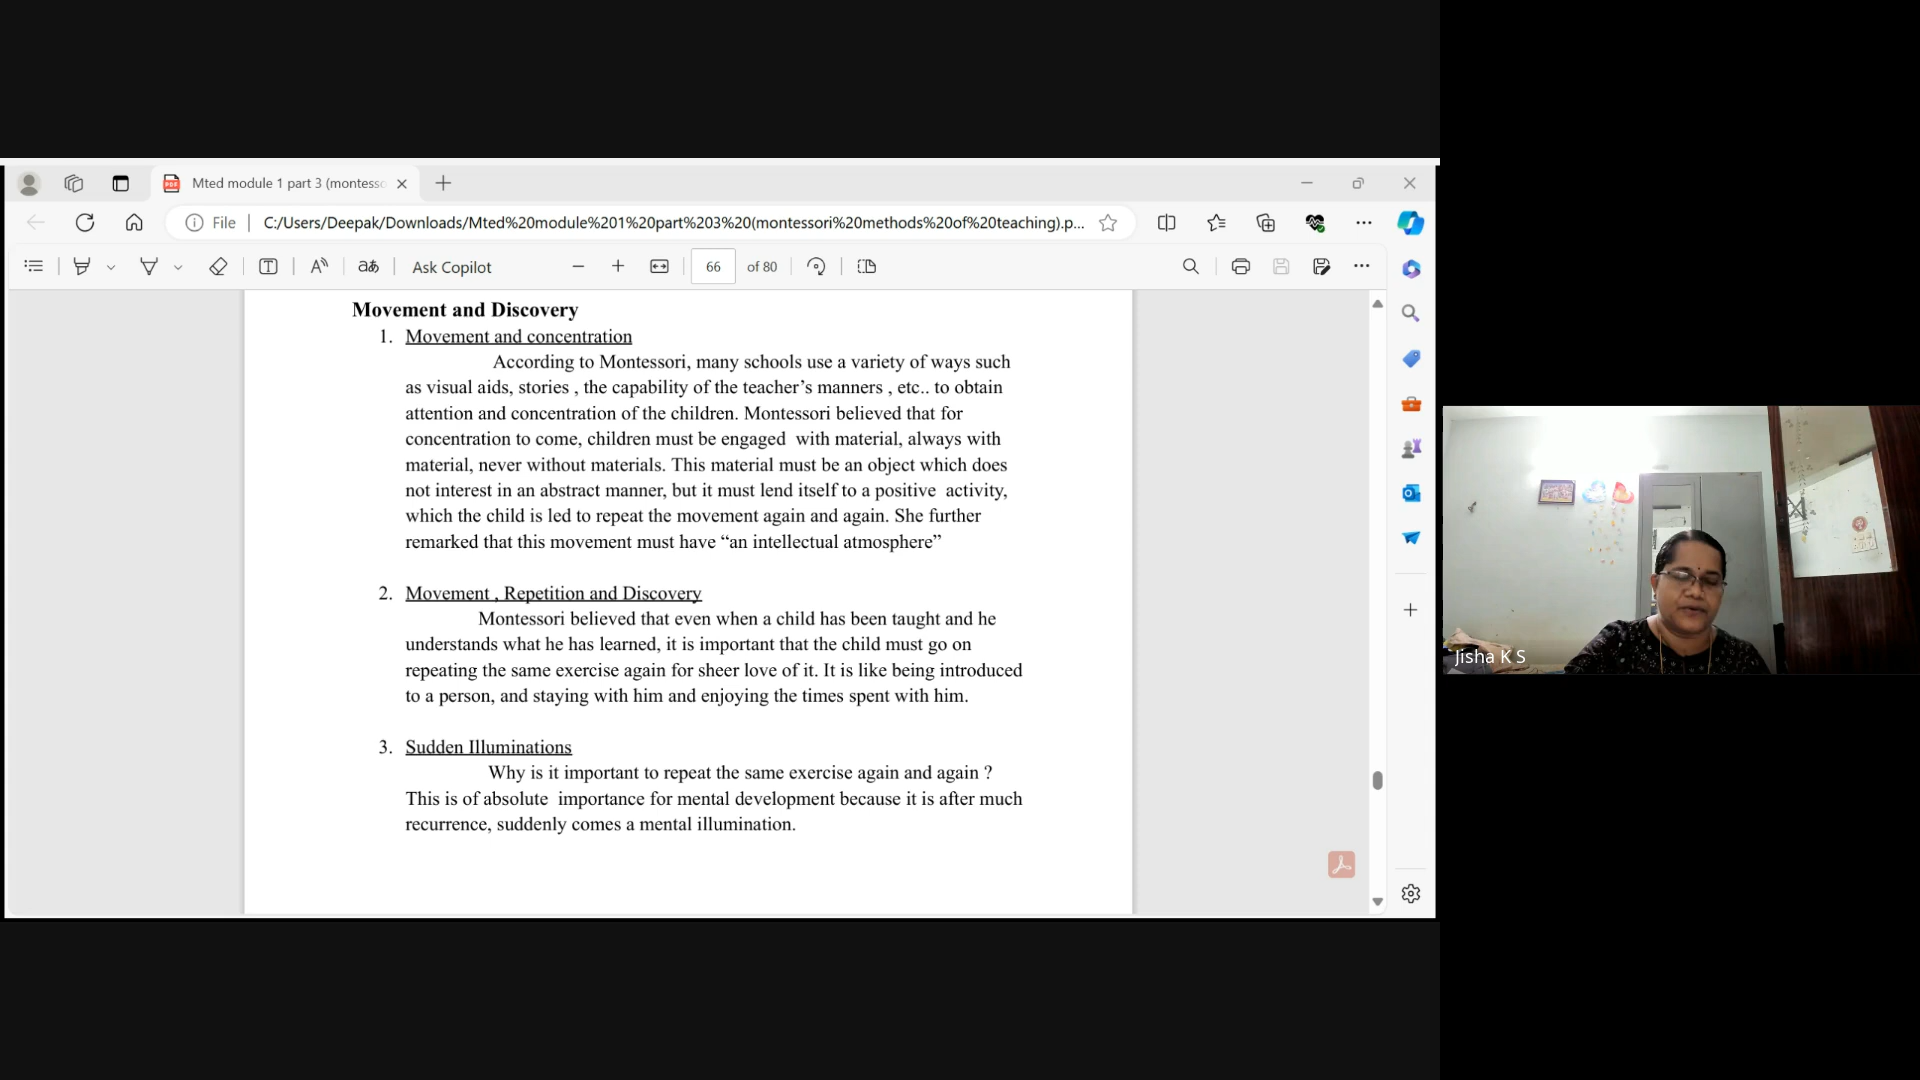 Mted module 1 part 3 (montesso
File
C:/Users/Deepak/Downloads/Mted%20module%201%20part%203%20(montessori%20methods%20of%20teaching).p...
Ask Copilot
66
of 80
Movement and Discovery
1. Movement and concentration
According to Montessori, many schools use a variety of ways such
as visual aids, stories , the capability of the teacher’s manners , etc.. to obtain
attention and concentration of the children. Montessori believed that for
concentration to come, children must be engaged with material, always with
material, never without materials. This material must be an object which does
not interest in an abstract manner, but it must lend itself to a positive activity,
which the child is led to repeat the movement again and again. She further
remarked that this movement must have “an intellectual atmosphere”
2. Movement , Repetition and Discovery
Montessori believed that even when a child has been taught and he
understands what he has learned, it is important that the child must go on
repeating the same exercise again for sheer love of it. It is like being introduced
to a person, and staying with him and enjoying the times spent with him.
3. Sudden Illuminations
Why is it important to repeat the same exercise again and again ?
This is of absolute importance for mental development because it is after much
recurrence, suddenly comes a mental illumination.
Jisha K S